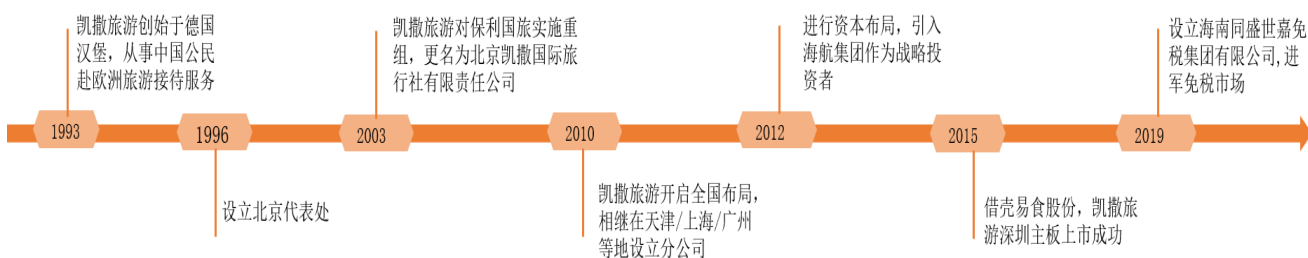 凯撒旅游创始于德国
汉堡，从事中国公民
赴欧洲旅游接待服务
1993
1996
设立北京代表处
凯撒旅游对保利国旅实施重
组，更名为北京凯撒国际旅
行社有限责任公司
2003
2010
凯撒旅游开启全国布局，
相继在天津/上海/广州
等地设立分公司
进行资本布局，引入
海航集团作为战略投
资者
2012
2015
借壳易食股份，凯撒旅
游深圳主板上市成功
设立海南同盛世嘉免
税集团有限公司,进
军免税市场
2019